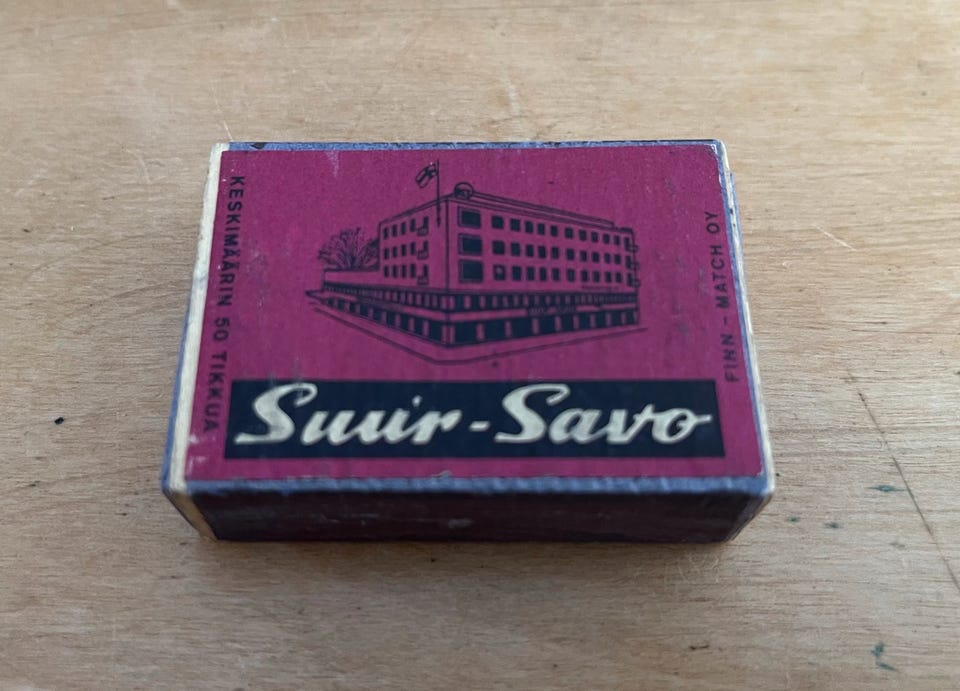 KESKIMÄÄRIN 50 TIKKUA
Suur-Savo
FINN - MATCH OY